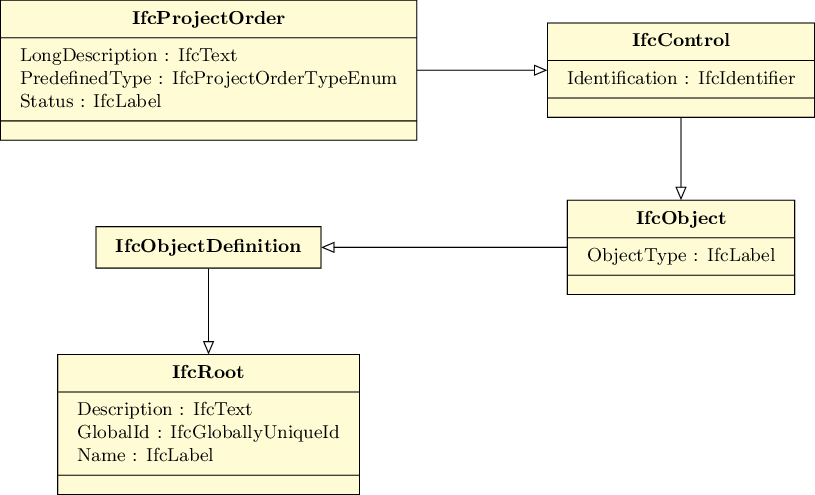 IfcProjectOrder
LongDescription : IfcText
PredefinedType : IfcProjectOrderTypeEnum
Status : IfcLabel
IfcControl
Identification : IfcIdentifier
IfcObject
ObjectType : IfcLabel
IfcObjectDefinition
IfcRoot
Description : IfcText
GlobalId : IfcGloballyUniqueId
Name : IfcLabel